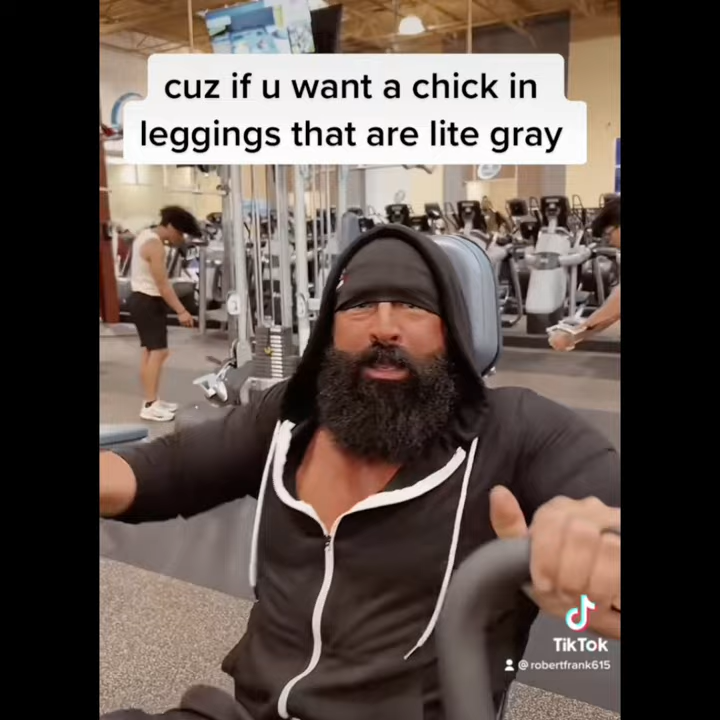 cuz if u want a chick in
leggings that are lite gray
TikTok
@robertfrank615